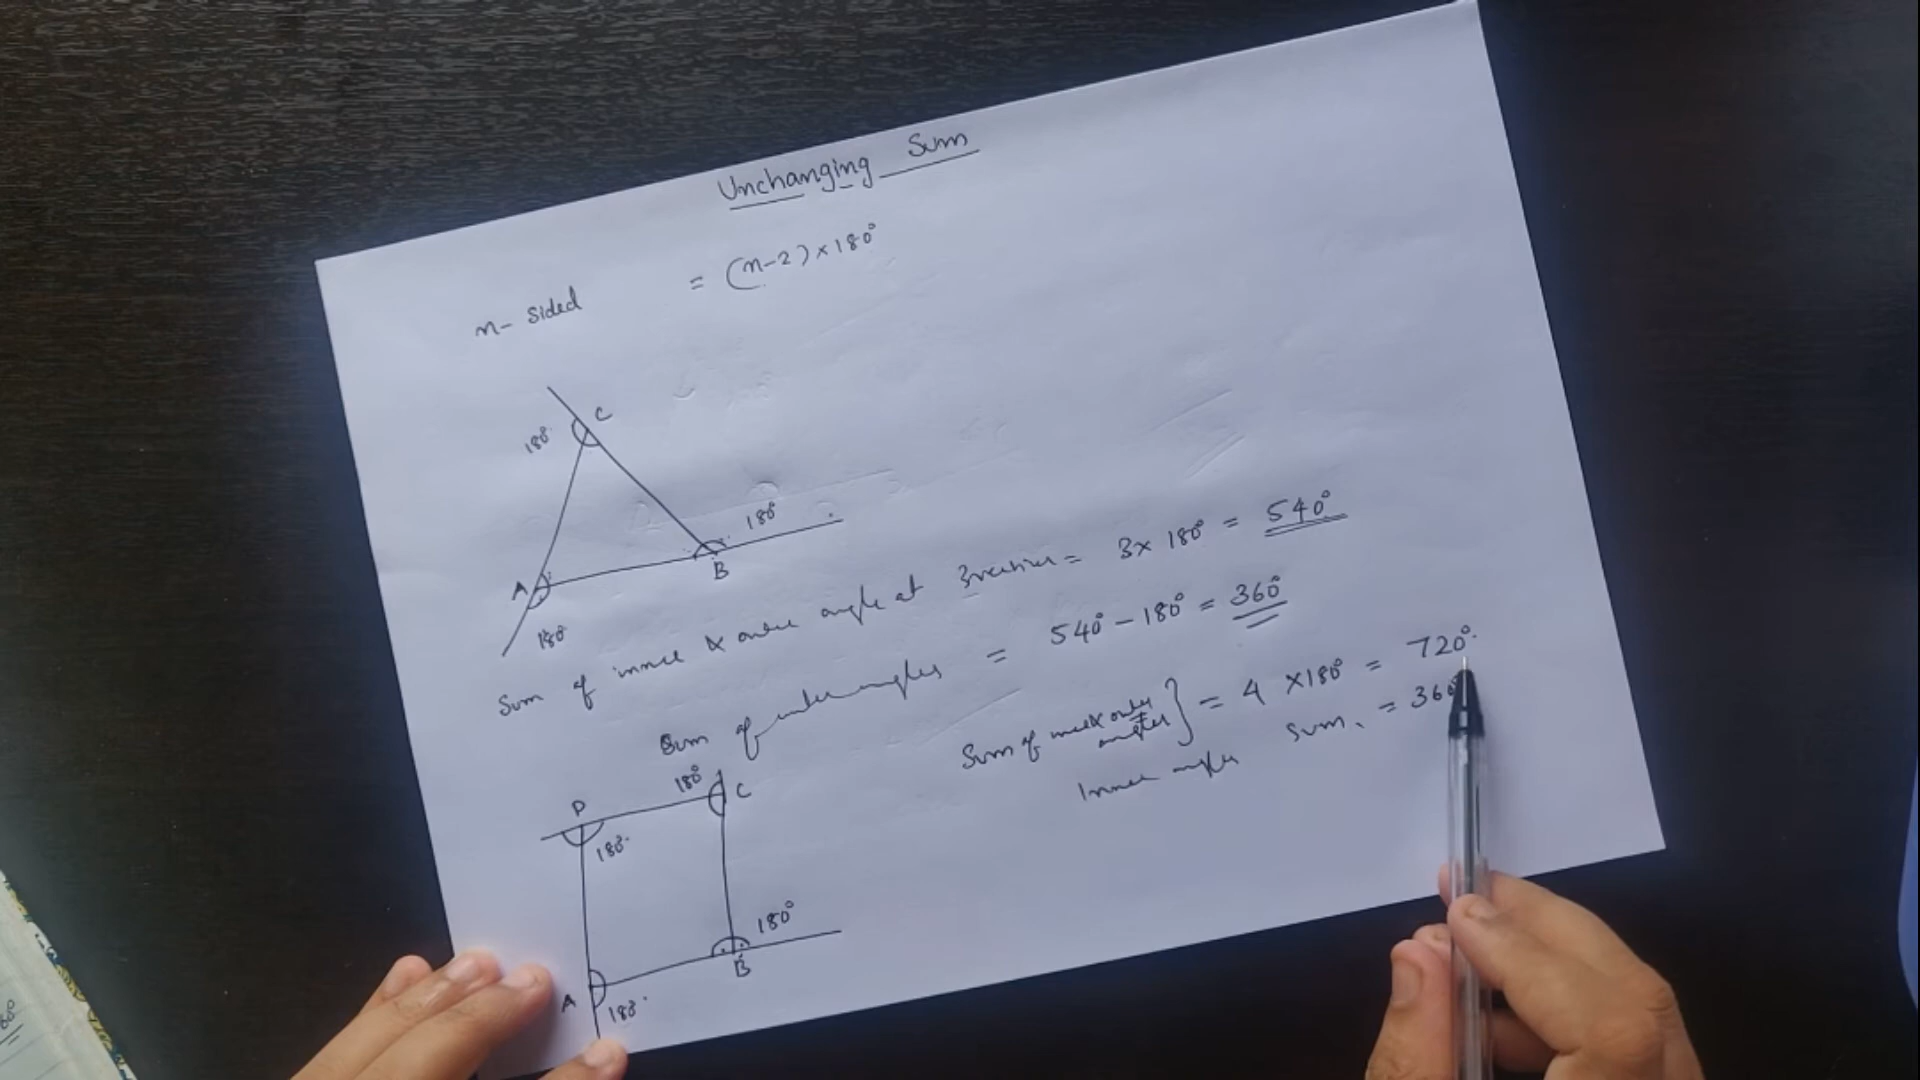 Unchanging Sum
n- sided = (n-2) × 180°
C
180°
180°
A
B
180°
Sum of inner & outer angle at 3 vertices = 3 × 180° = 540°
Sum of outer angles = 540° - 180° = 360°
Sum of inner & outer angles } = 4 × 180° = 720°
Inner angles sum = 360°
180°
D
C
180°
180°
B
A
180°